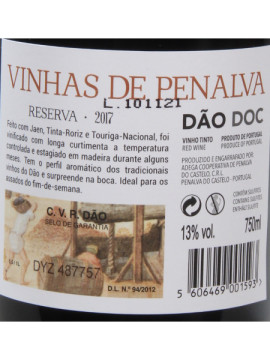 VINHAS DE PENALVA
L.101121
RESERVA - 2017
Feito com Jaen, Tinta-Roriz e Touriga-Nacional, foi
vinificado com longa curtimenta a temperatura
controlada e estagiado em madeira durante alguns
meses. Tem o perfil aromático dos tradicionais
vinhos do Dão e surpreende na boca. Ideal para os
assados do fim-de-semana.
C. V. R. DÃO
SELO DE GARANTIA
DYZ 437757
D.L. N.º 94/2012
DÃO DOC
VINHO TINTO
RED WINE
PRODUTO DE PORTUGAL
PRODUCE OF PORTUGAL
PRODUZIDO E ENGARRAFADO POR
ADEGA COOPERATIVA DE PENALVA
DO CASTELO, C.R.L.
PENALVA DO CASTELO - PORTUGAL
13% vol.
750ml
5 606469 001593